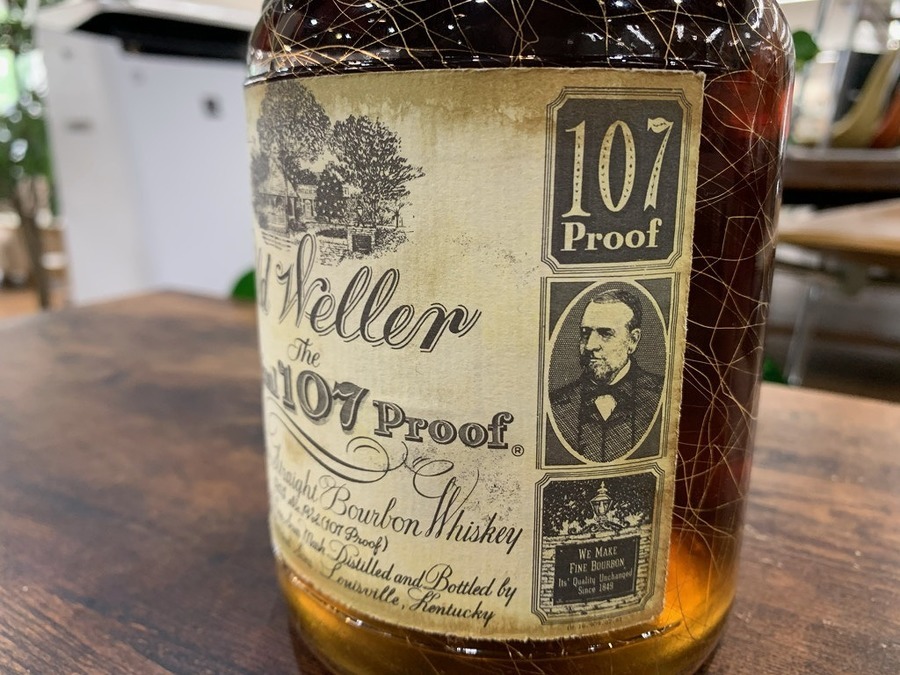 107
Proof
Weller
The
107 Proof®
Straight Bourbon Whiskey
(107 Proof)
Mash Distilled and Bottled by
Louisville, Kentucky
WE MAKE
FINE BOURBON
Its' Quality Unchanged
Since 1849